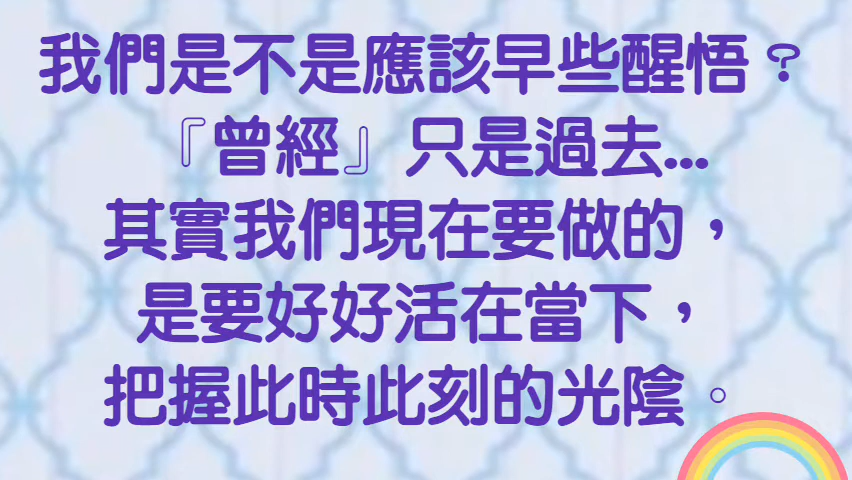 我們是不是應該早些醒悟？
『曾經』只是過去...
其實我們現在要做的，
是要好好活在當下，
把握此時此刻的光陰。